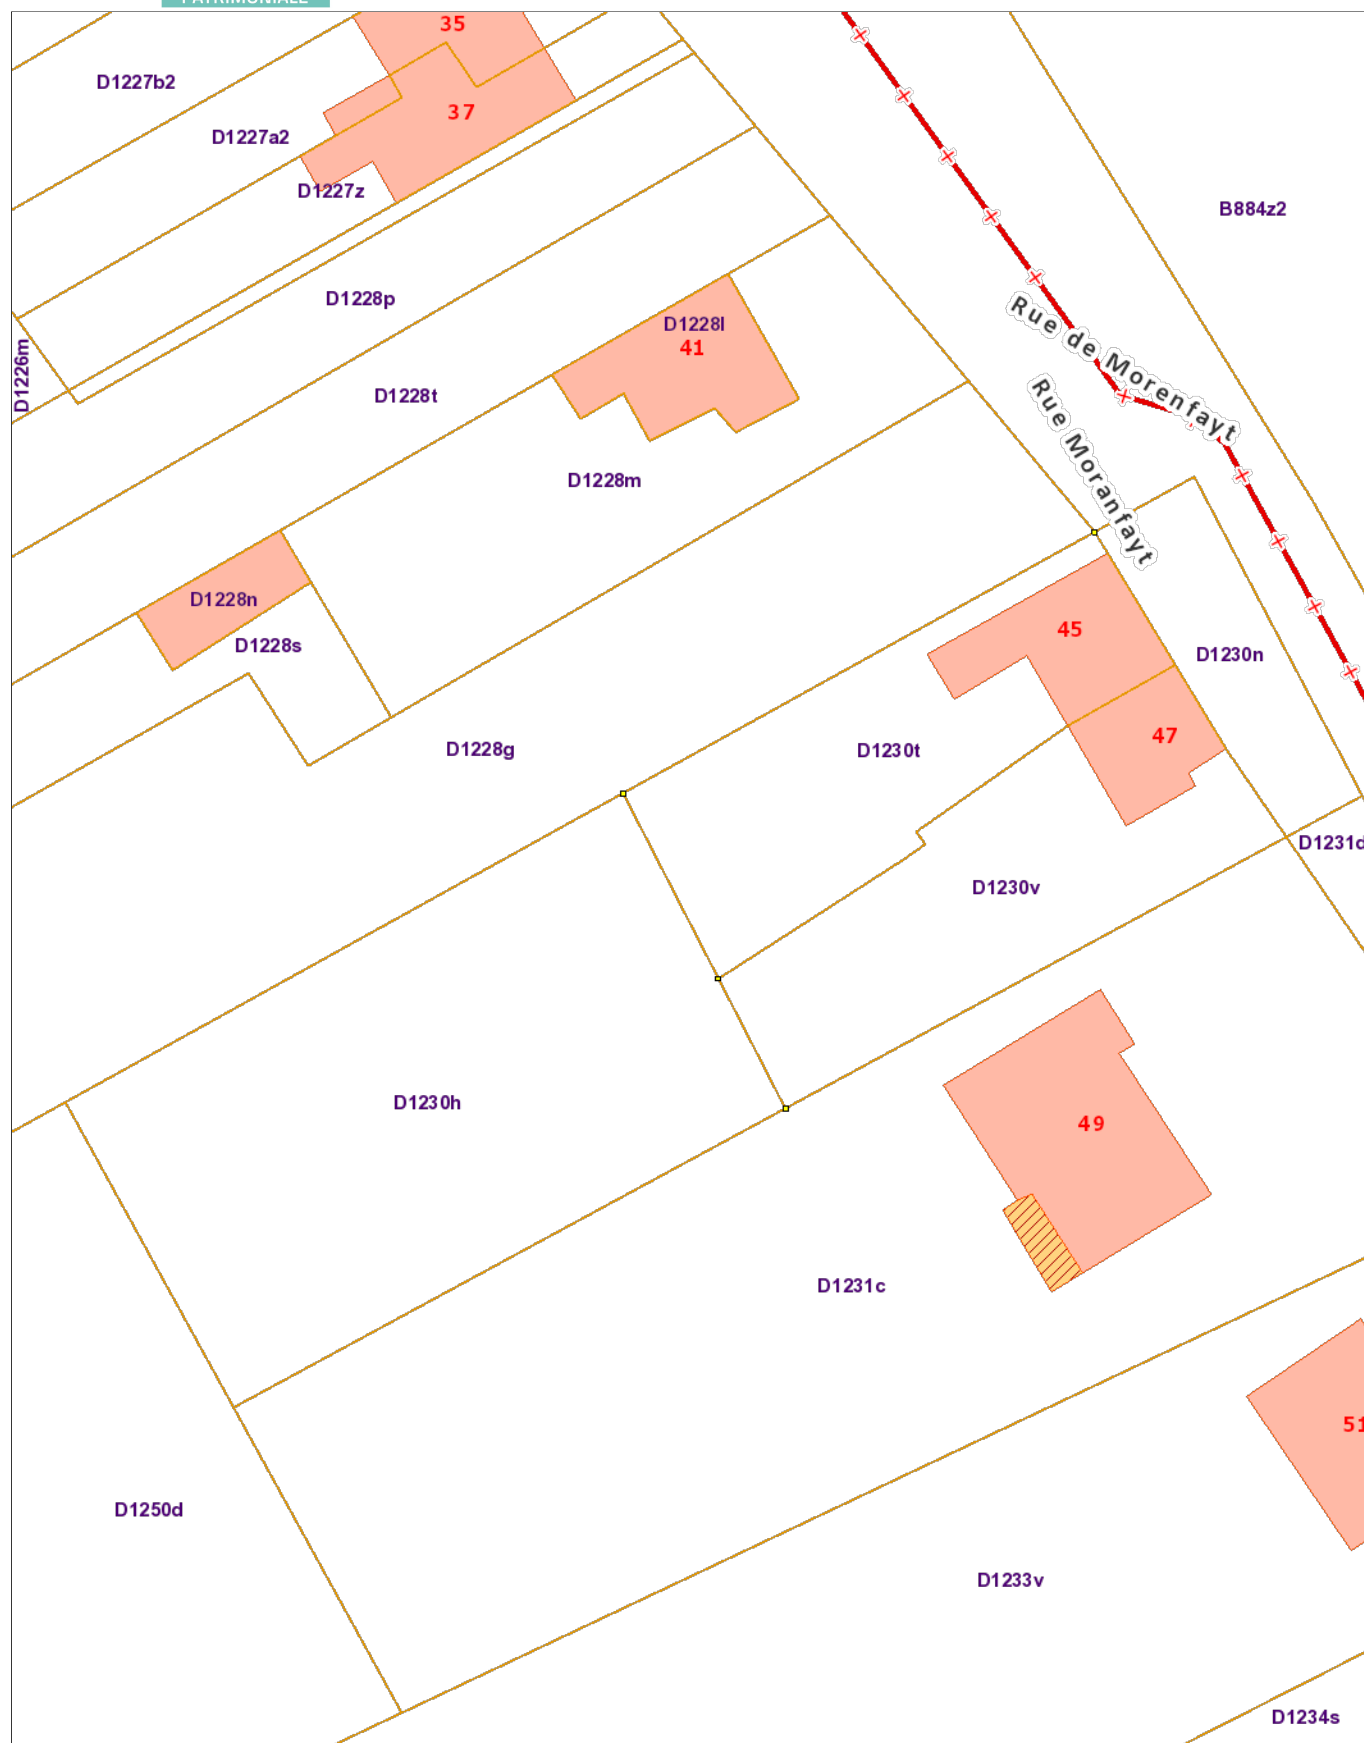 PATRIMONIALE
35
D1227b2
37
D1227a2
D1227z
B884z2
D1228p
Rue de Morenfayt
D1228l
41
D1226m
D1228t
Rue Moranfayt
D1228m
D1228n
45
D1228s
D1230n
47
D1228g
D1230t
D1231d
D1230v
D1230h
49
D1231c
51
D1250d
D1233v
D1234s